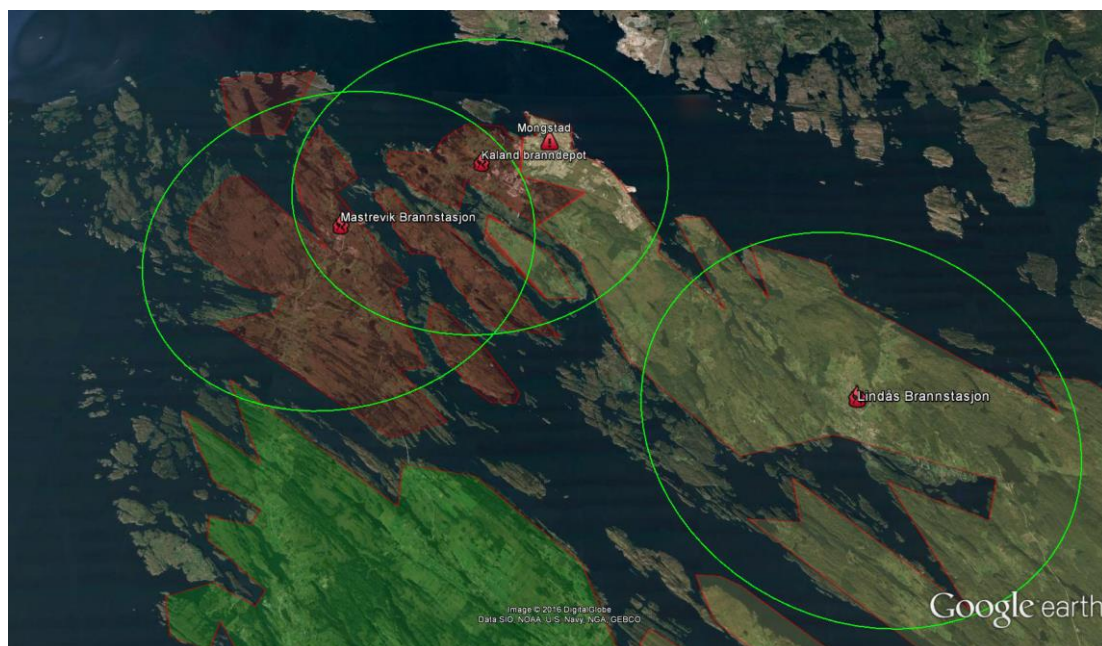 Mongstad
Kaland branndepot
Mastrevik Brannstasjon
Lindås Brannstasjon
Image © 2016 DigitalGlobe
Data SIO, NOAA, U.S. Navy, NGA, GEBCO
Google earth